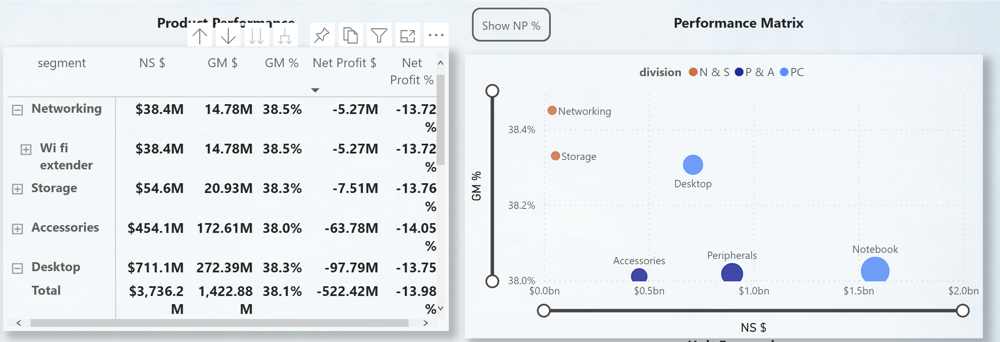 Product Performance
segment NS $ GM $ GM % Net Profit $ Net
Profit %
Networking $38.4M 14.78M 38.5% -5.27M -13.72
%
Wi fi $38.4M 14.78M 38.5% -5.27M -13.72
extender %
Storage $54.6M 20.93M 38.3% -7.51M -13.76
%
Accessories $454.1M 172.61M 38.0% -63.78M -14.05
%
Desktop $711.1M 272.39M 38.3% -97.79M -13.75
Total $3,736.2 1,422.88 38.1% -522.42M -13.98
M M %
Show NP %
Performance Matrix
division N & S P & A PC
Networking
38.4%
Storage
Desktop
GM %
38.2%
Notebook
Peripherals
Accessories
38.0%
$0.0bn $0.5bn $1.0bn $1.5bn $2.0bn
NS $